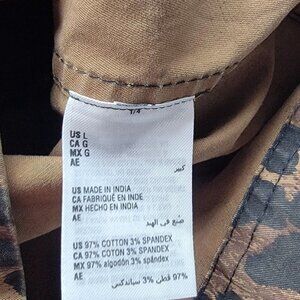 1/4
US L
CA G
MX G
AE
كبير
US MADE IN INDIA
CA FABRIQUÉ EN INDE
MX HECHO EN INDIA
AE
صنع في الهند
US 97% COTTON 3% SPANDEX
CA 97% COTON 3% SPANDEX
MX 97% algodón 3% spándex
AE
97% قطن 3% سباندكس